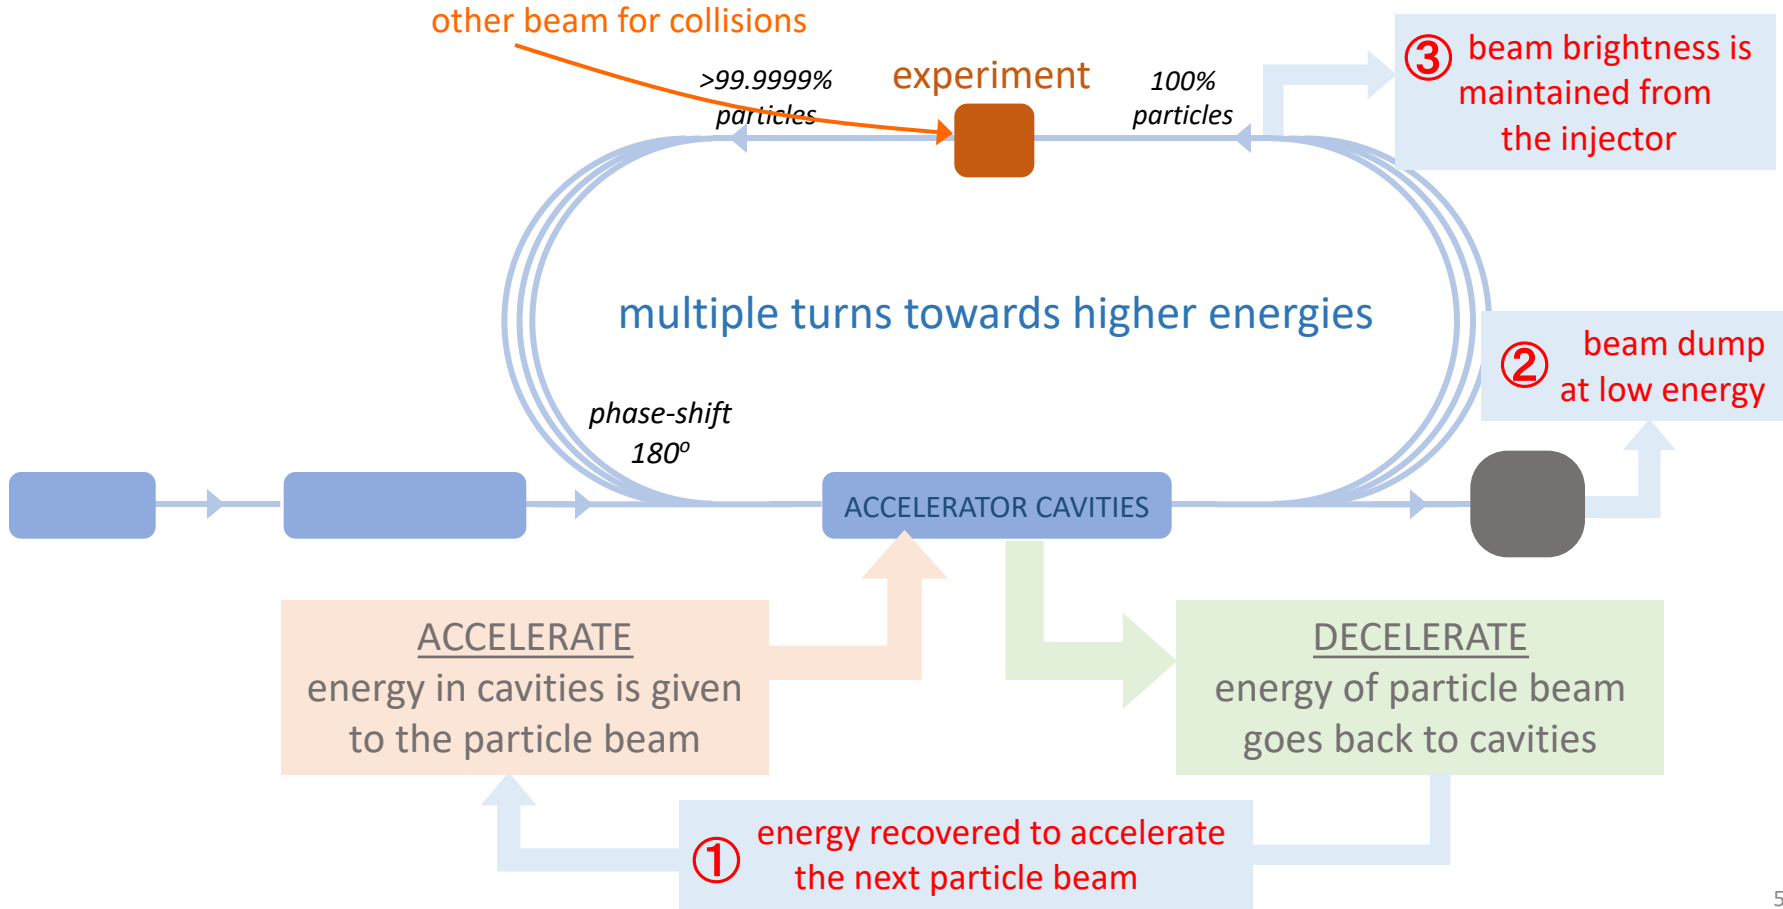 other beam for collisions
>99.9999%
particles
experiment
100%
particles
③ beam brightness is
maintained from
the injector
multiple turns towards higher energies
② beam dump
at low energy
phase-shift
180º
ACCELERATOR CAVITIES
ACCELERATE
energy in cavities is given
to the particle beam
DECELERATE
energy of particle beam
goes back to cavities
① energy recovered to accelerate
the next particle beam
5